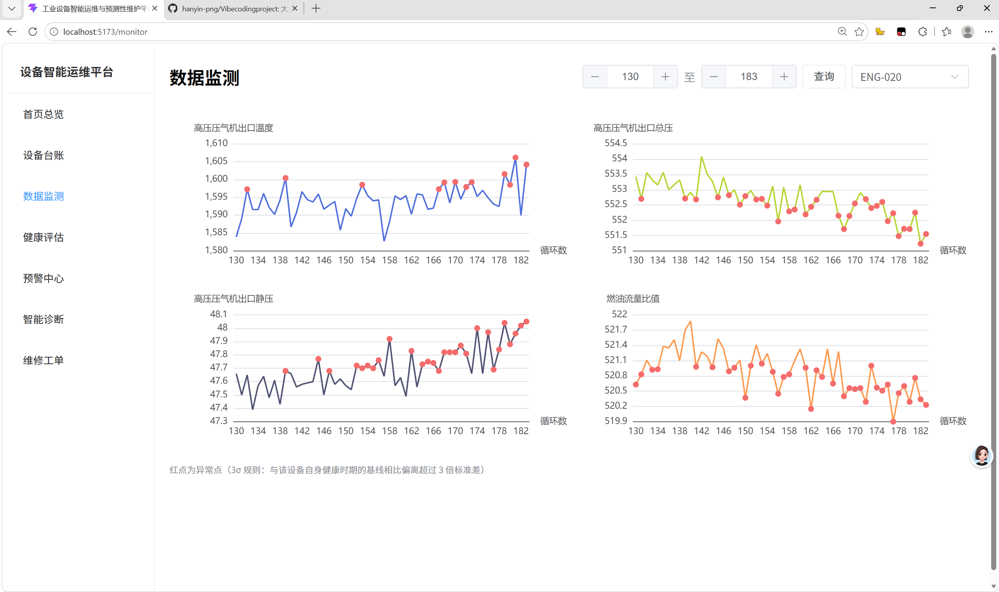 工业设备智能运维与预测性维护平
hanyin-png/Vibecodingproject: 大
localhost:5173/monitor
设备智能运维平台
首页总览
设备台账
数据监测
健康评估
预警中心
智能诊断
维修工单
数据监测
130 至 183 查询 ENG-020
高压压气机出口温度
1,610
1,605
1,600
1,595
1,590
1,585
1,580
130 134 138 142 146 150 154 158 162 166 170 174 178 182
循环数
高压压气机出口总压
554.5
554
553.5
553
552.5
552
551.5
551
130 134 138 142 146 150 154 158 162 166 170 174 178 182
循环数
高压压气机出口静压
48.1
48
47.9
47.8
47.7
47.6
47.5
47.4
47.3
130 134 138 142 146 150 154 158 162 166 170 174 178 182
循环数
燃油流量比值
522
521.7
521.4
521.1
520.8
520.5
520.2
519.9
130 134 138 142 146 150 154 158 162 166 170 174 178 182
循环数
红点为异常点（3σ 规则：与该设备自身健康时期的基线相比偏离超过 3 倍标准差）